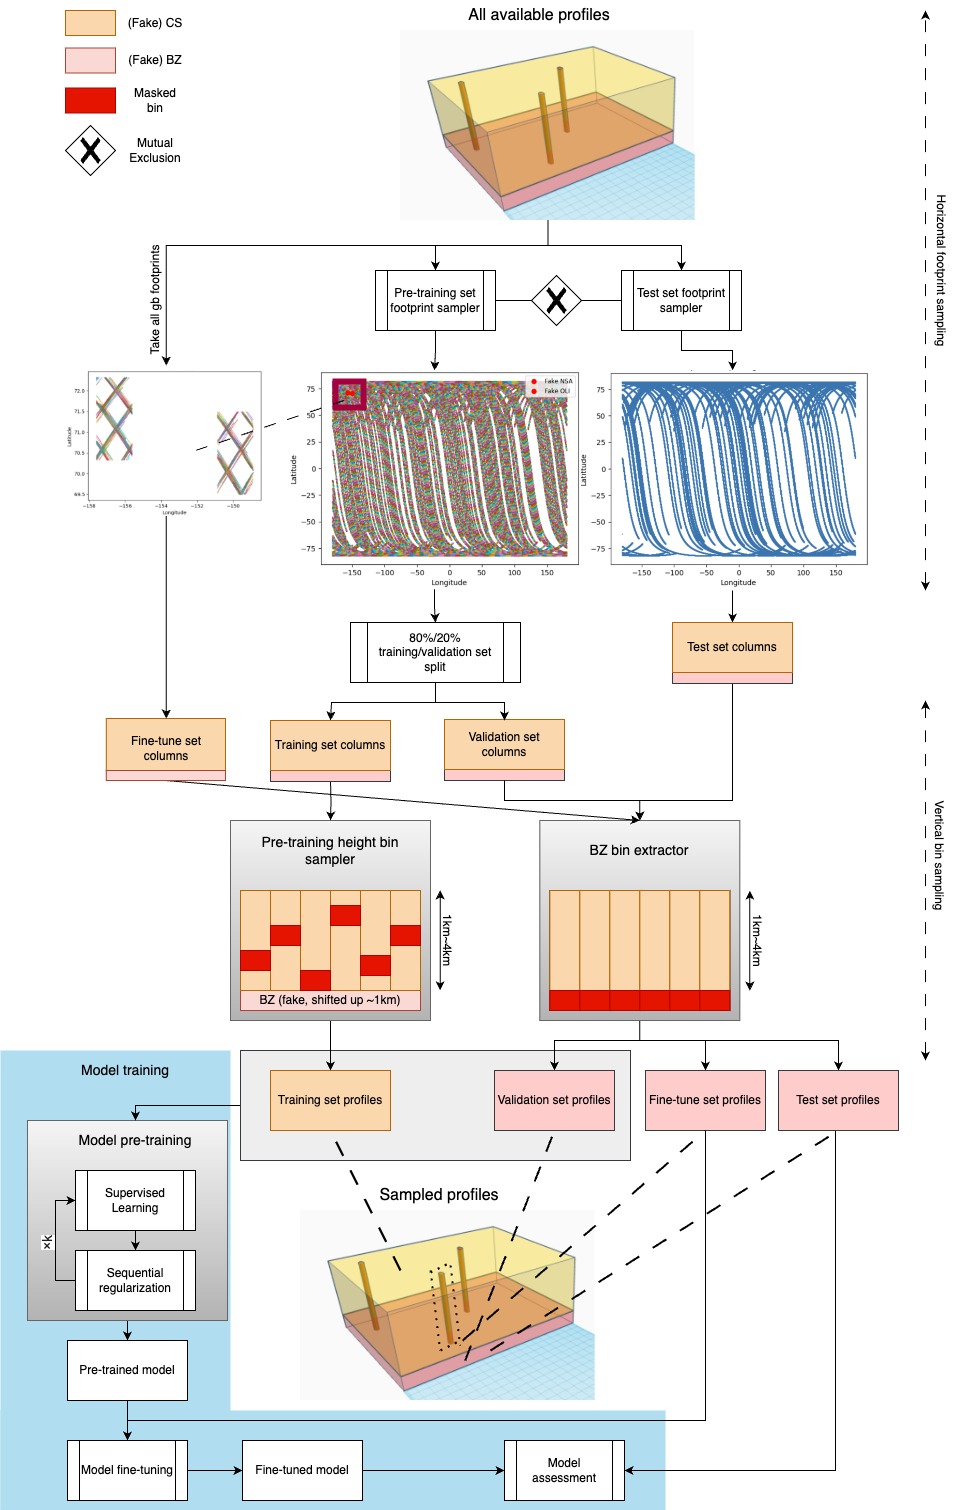 All available profiles
(Fake) CS
(Fake) BZ
Masked
bin
Mutual
Exclusion
Horizontal footprint sampling
Take all gb footprints
Pre-training set
footprint sampler
Test set footprint
sampler
72.0
71.5
71.0
70.5
70.0
69.5
Latitude
−158
−156
−154
−152
−150
Longitude
Fake NSA
Fake OLI
75
50
25
0
−25
−50
−75
Latitude
−150
−100
−50
0
50
100
150
Longitude
75
50
25
0
−25
−50
−75
Latitude
−150
−100
−50
0
50
100
150
Longitude
80%/20%
training/validation set
split
Test set columns
Fine-tune set
columns
Training set columns
Validation set
columns
Vertical bin sampling
Pre-training height bin
sampler
1km~4km
BZ (fake, shifted up ~1km)
BZ bin extractor
1km~4km
Model training
Training set profiles
Validation set profiles
Fine-tune set profiles
Test set profiles
Model pre-training
Supervised
Learning
×k
Sequential
regularization
Sampled profiles
Pre-trained model
Model fine-tuning
Fine-tuned model
Model
assessment